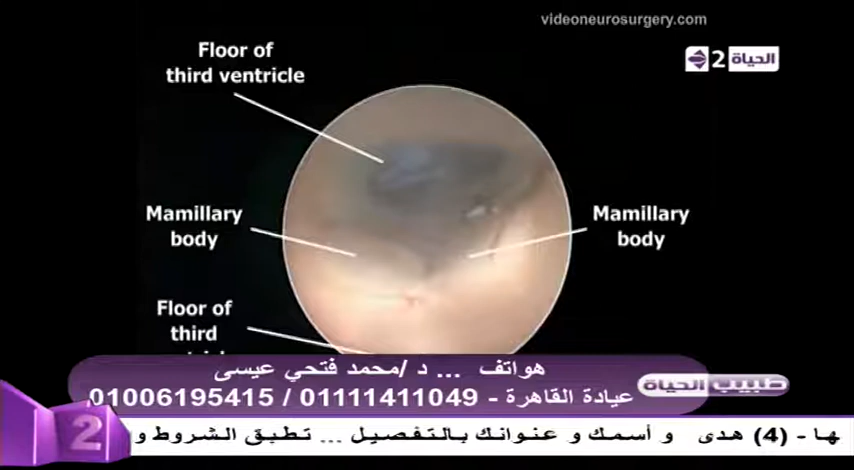 videoneurosurgery.com
Floor of
third ventricle
الحياة 2
Mamillary
body
Mamillary
body
Floor of
third
هواتف ... د /محمد فتحي عيسى
عيادة القاهرة - 01111411049 / 01006195415
طبيب الحياة
2
ها - (4) هدى و أسمك و عنوانك بالتفصيل ... تطبق الشروط و